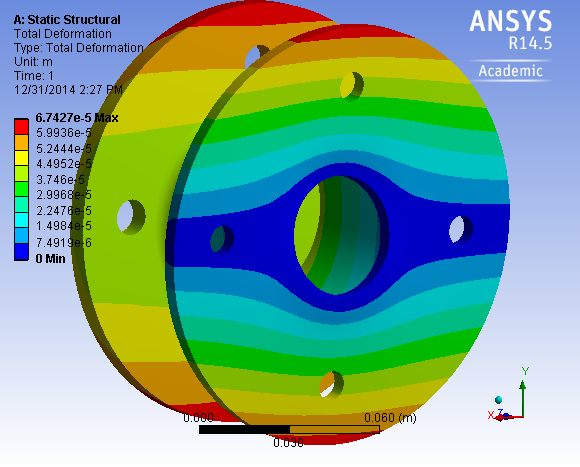 A: Static Structural
Total Deformation
Type: Total Deformation
Unit: m
Time: 1
12/31/2014 2:27 PM
ANSYS
R14.5
Academic
6.7427e-5 Max
5.9936e-5
5.2444e-5
4.4952e-5
3.746e-5
2.9968e-5
2.2476e-5
1.4984e-5
7.4919e-6
0 Min
Y
X Z
0.000 0.060 (m)
0.030